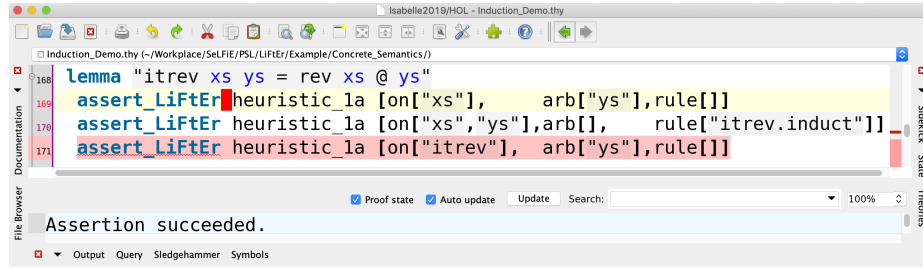 Isabelle2019/HOL - Induction_Demo.thy
Induction_Demo.thy (~/Workplace/SeLFiE/PSL/LiFtEr/Example/Concrete_Semantics/)
168 lemma "itrev xs ys = rev xs @ ys"
169 assert_LiFtEr heuristic_1a [on["xs"], arb["ys"],rule[]]
170 assert_LiFtEr heuristic_1a [on["xs","ys"],arb[], rule["itrev.induct"]]
171 assert_LiFtEr heuristic_1a [on["itrev"], arb["ys"],rule[]]
Documentation
File Browser
Sidekick
State
Theories
Proof state Auto update Update Search: 100%
Assertion succeeded.
Output Query Sledgehammer Symbols